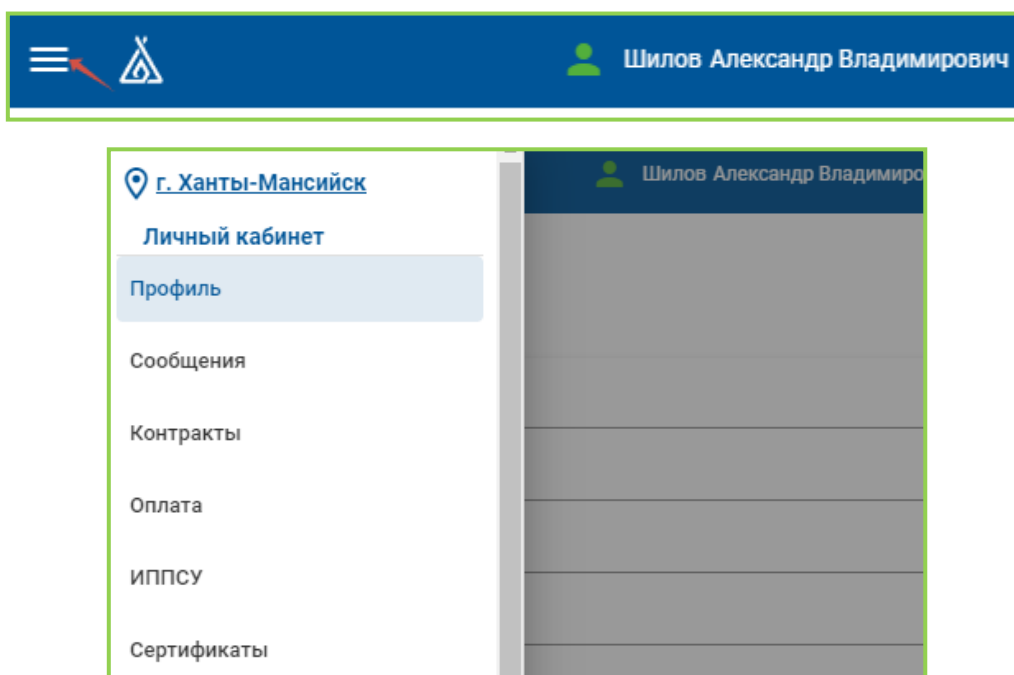 Шилов Александр Владимирович
г. Ханты-Мансийск
Шилов Александр Владимиро
Личный кабинет
Профиль
Сообщения
Контракты
Оплата
ИППСУ
Сертификаты